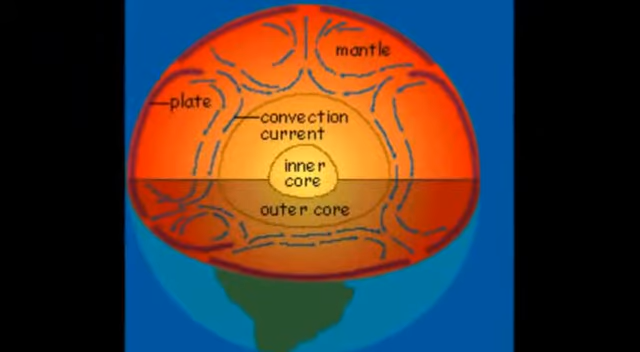 mantle
plate
convection
current
inner
core
outer core